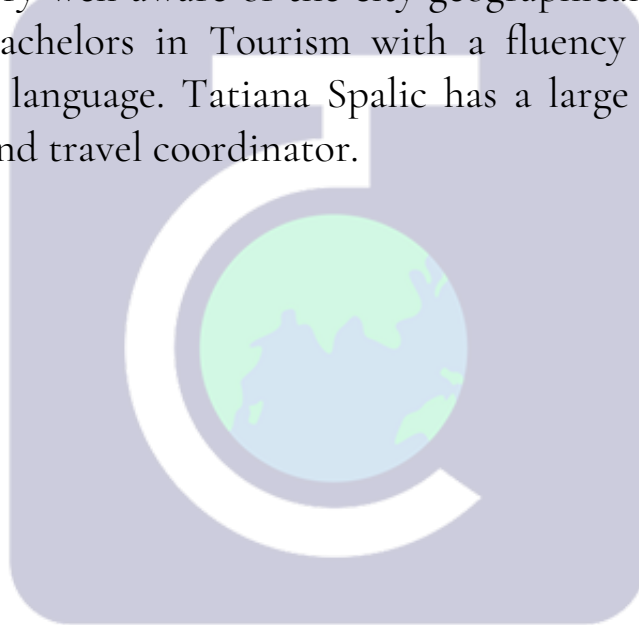 well aware of the city geographical
achelors in Tourism with a fluency
language. Tatiana Spalic has a large
nd travel coordinator.